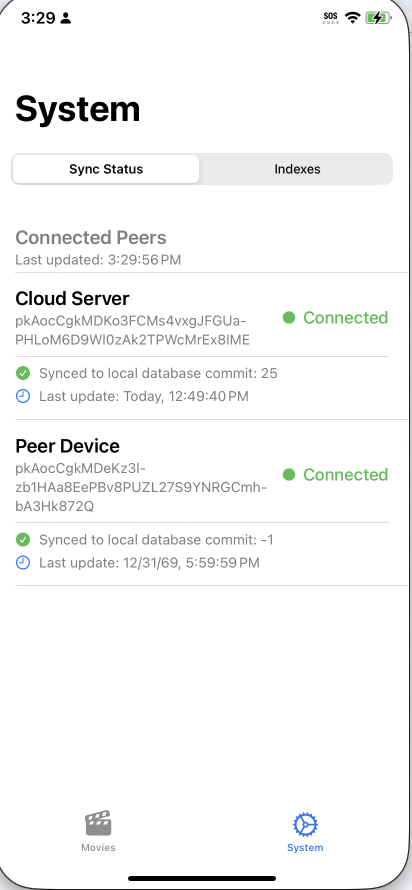 3:29
SOS
System
Sync Status
Indexes
Connected Peers
Last updated: 3:29:56 PM
Cloud Server
pkAocCgkMDKo3FCMs4vxgJFGUa-
PHLoM6D9Wl0zAk2TPWcMrEx8lME
Connected
Synced to local database commit: 25
Last update: Today, 12:49:40 PM
Peer Device
pkAocCgkMDeKz3l-
zb1HAa8EePBv8PUZL27S9YNRGCmh-
bA3Hk872Q
Connected
Synced to local database commit: -1
Last update: 12/31/69, 5:59:59 PM
Movies
System